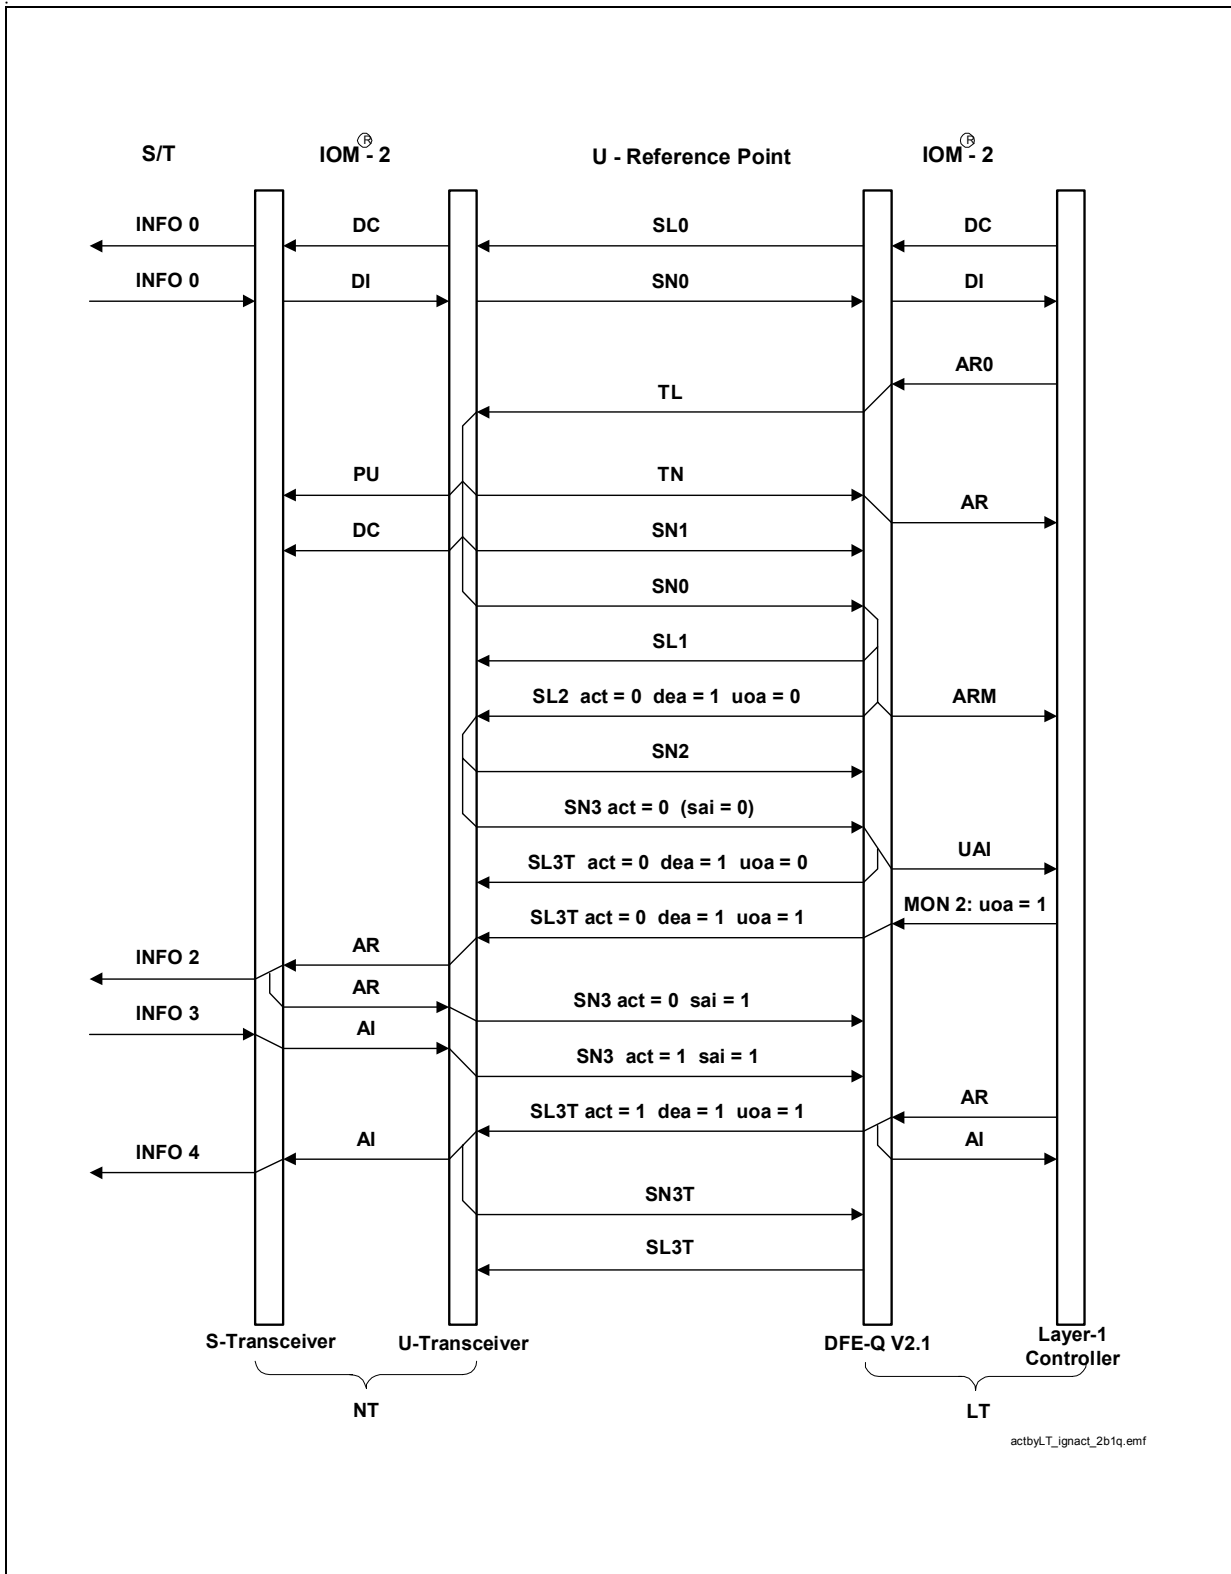 S/T IOM®- 2 U - Reference Point IOM®- 2
INFO 0 DC SL0 DC
INFO 0 DI SN0 DI
AR0
TL
PU TN
AR
DC SN1
SN0
SL1
SL2 act = 0 dea = 1 uoa = 0 ARM
SN2
SN3 act = 0 (sai = 0)
UAI
SL3T act = 0 dea = 1 uoa = 0
MON 2: uoa = 1
SL3T act = 0 dea = 1 uoa = 1
AR
INFO 2
AR
SN3 act = 0 sai = 1
INFO 3
AI
SN3 act = 1 sai = 1
AR
SL3T act = 1 dea = 1 uoa = 1
AI AI
INFO 4
SN3T
SL3T
S-Transceiver U-Transceiver DFE-Q V2.1 Layer-1
Controller
NT LT
actbyLT_ignact_2b1q.emf